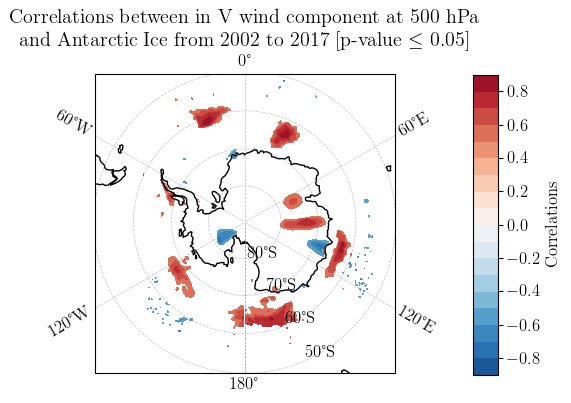 Correlations between in V wind component at 500 hPa
and Antarctic Ice from 2002 to 2017 [p-value ≤ 0.05]
0°
60°W
60°E
80°S
70°S
60°S
50°S
120°W
120°E
180°
0.8
0.6
0.4
0.2
0.0
−0.2
−0.4
−0.6
−0.8
Correlations